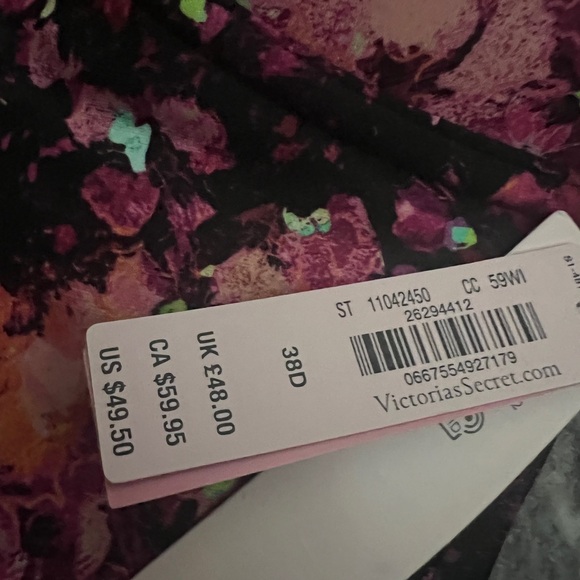 ST 11042450 CC 59WI
26294412
0667554927179
VictoriasSecret.com
38D
UK £48.00
CA $59.95
US $49.50